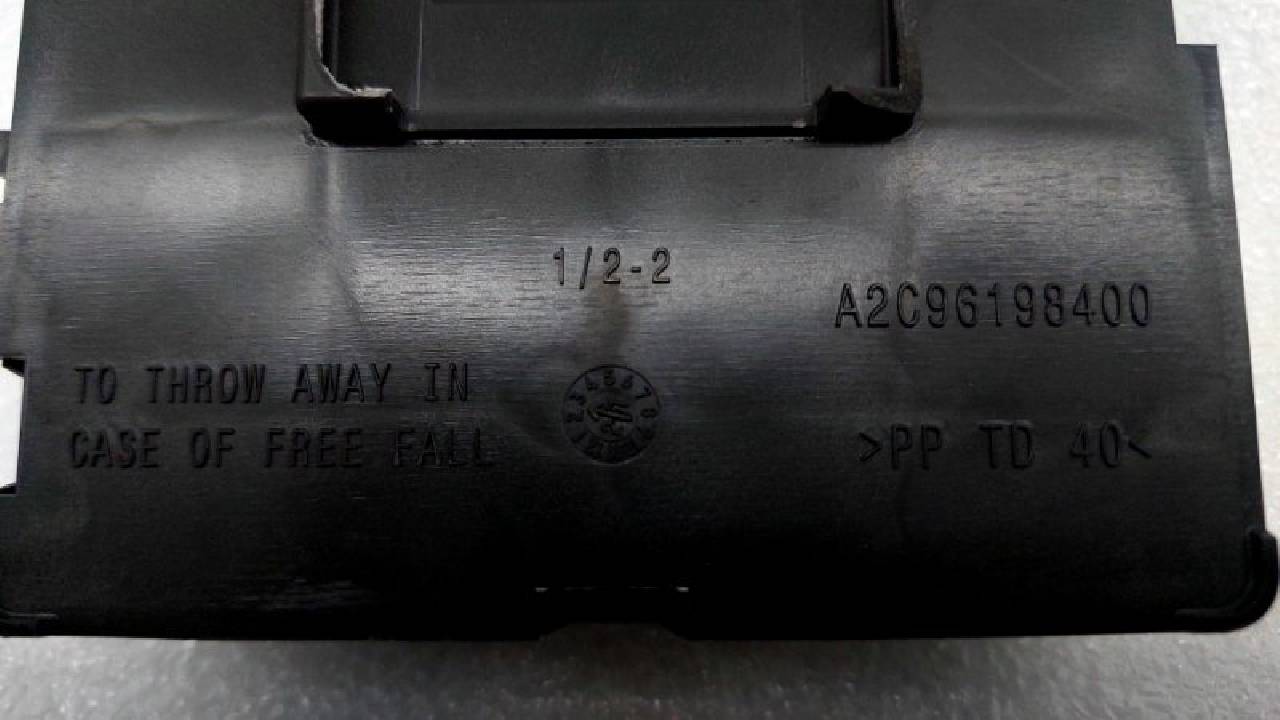 1/2-2
A2C96198400
TO THROW AWAY IN
CASE OF FREE FALL
>PP TD 40<